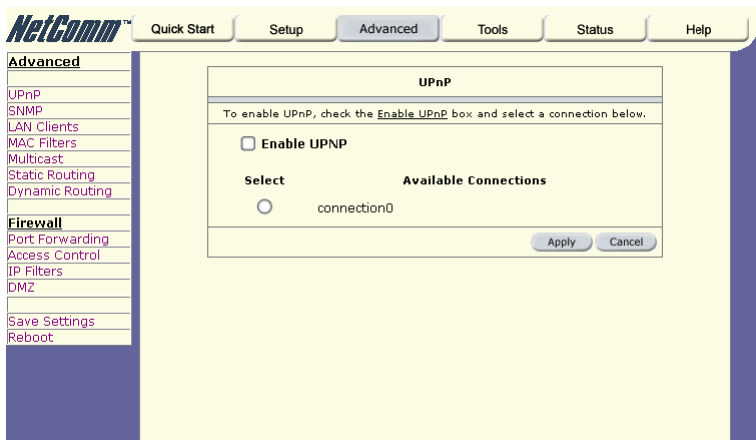 NetComm™ Quick Start Setup Advanced Tools Status Help
Advanced
UPnP
SNMP
LAN Clients
MAC Filters
Multicast
Static Routing
Dynamic Routing
Firewall
Port Forwarding
Access Control
IP Filters
DMZ
Save Settings
Reboot
UPnP
To enable UPnP, check the Enable UPnP box and select a connection below.
Enable UPNP
Select Available Connections
connection0
Apply Cancel